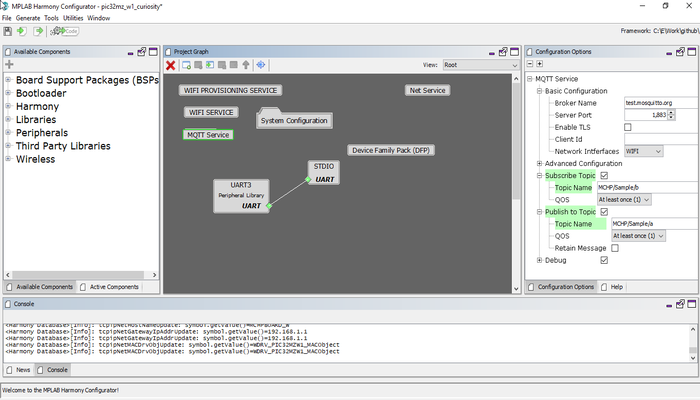 MPLAB Harmony Configurator - pic32mz_w1_curiosity*
File Generate Tools Utilities Window
Code
Framework: C:\E\Work\github\
Available Components
Board Support Packages (BSPs
Bootloader
Harmony
Libraries
Peripherals
Third Party Libraries
Wireless
Available Components Active Components
Project Graph
View: Root
WIFI PROVISIONING SERVICE
Net Service
WIFI SERVICE
System Configuration
MQTT Service
Device Family Pack (DFP)
STDIO
UART
UART3
Peripheral Library
UART
Configuration Options
MQTT Service
Basic Configuration
Broker Name test.mosquitto.org
Server Port 1,883
Enable TLS
Client Id
Network Intferfaces WIFI
Advanced Configuration
Subscribe Topic
Topic Name MCHP/Sample/b
QOS At least once (1)
Publish to Topic
Topic Name MCHP/Sample/a
QOS At least once (1)
Retain Message
Debug
Configuration Options Help
Console
<Harmony Database>[Info]: tcpipNetHostNameUpdate: symbol.getValue()=MCHPBOARD_W
<Harmony Database>[Info]: tcpipNetGatewayIpAddrUpdate: symbol.getValue()=192.168.1.1
<Harmony Database>[Info]: tcpipNetGatewayIpAddrUpdate: symbol.getValue()=192.168.1.1
<Harmony Database>[Info]: tcpipNetMACDrvObjUpdate: symbol.getValue()=WDRV_PIC32MZW1_MACObject
<Harmony Database>[Info]: tcpipNetMACDrvObjUpdate: symbol.getValue()=WDRV_PIC32MZW1_MACObject
News Console
Welcome to the MPLAB Harmony Configurator!